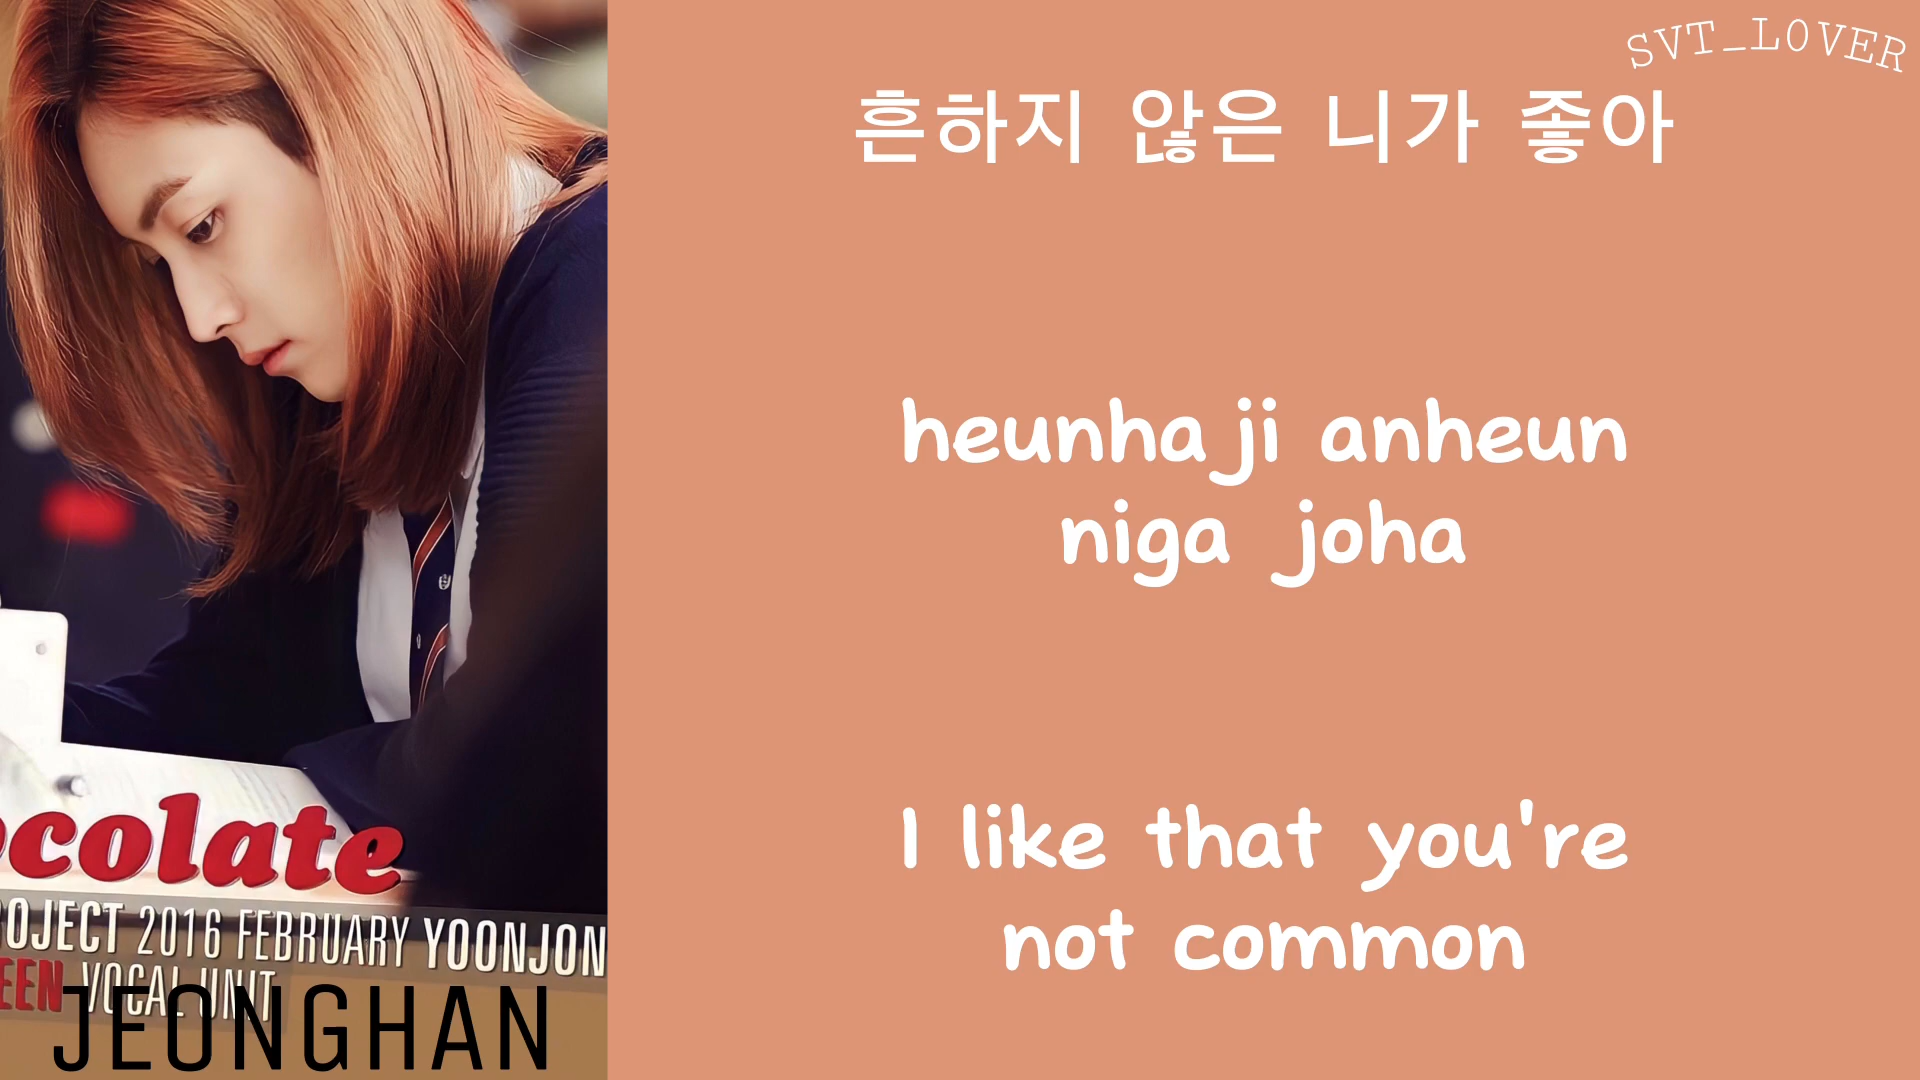 SVT_LOVER
흔하지 않은 니가 좋아
heunhaji anheun
niga joha
I like that you're
not common
ocolate
OJECT 2016 FEBRUARY YOONJON
EEN VOCAL UNIT
JEONGHAN